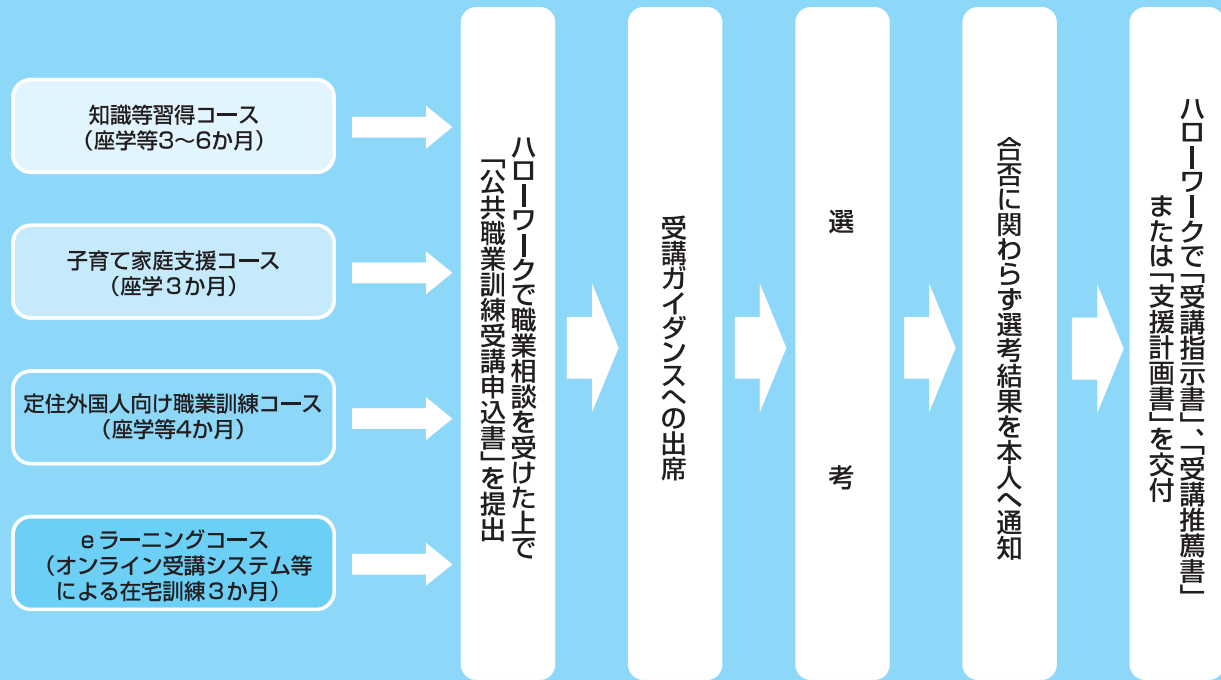 知識等習得コース
（座学等3〜6か月）
子育て家庭支援コース
（座学３か月）
定住外国人向け職業訓練コース
（座学等4か月）
eラーニングコース
（オンライン受講システム等
による在宅訓練３か月）
ハローワークで職業相談を受けた上で
「公共職業訓練受講申込書」を提出
受講ガイダンスへの出席
選考
合否に関わらず選考結果を本人へ通知
ハローワークで「受講指示書」、「受講推薦書」
または「支援計画書」を交付